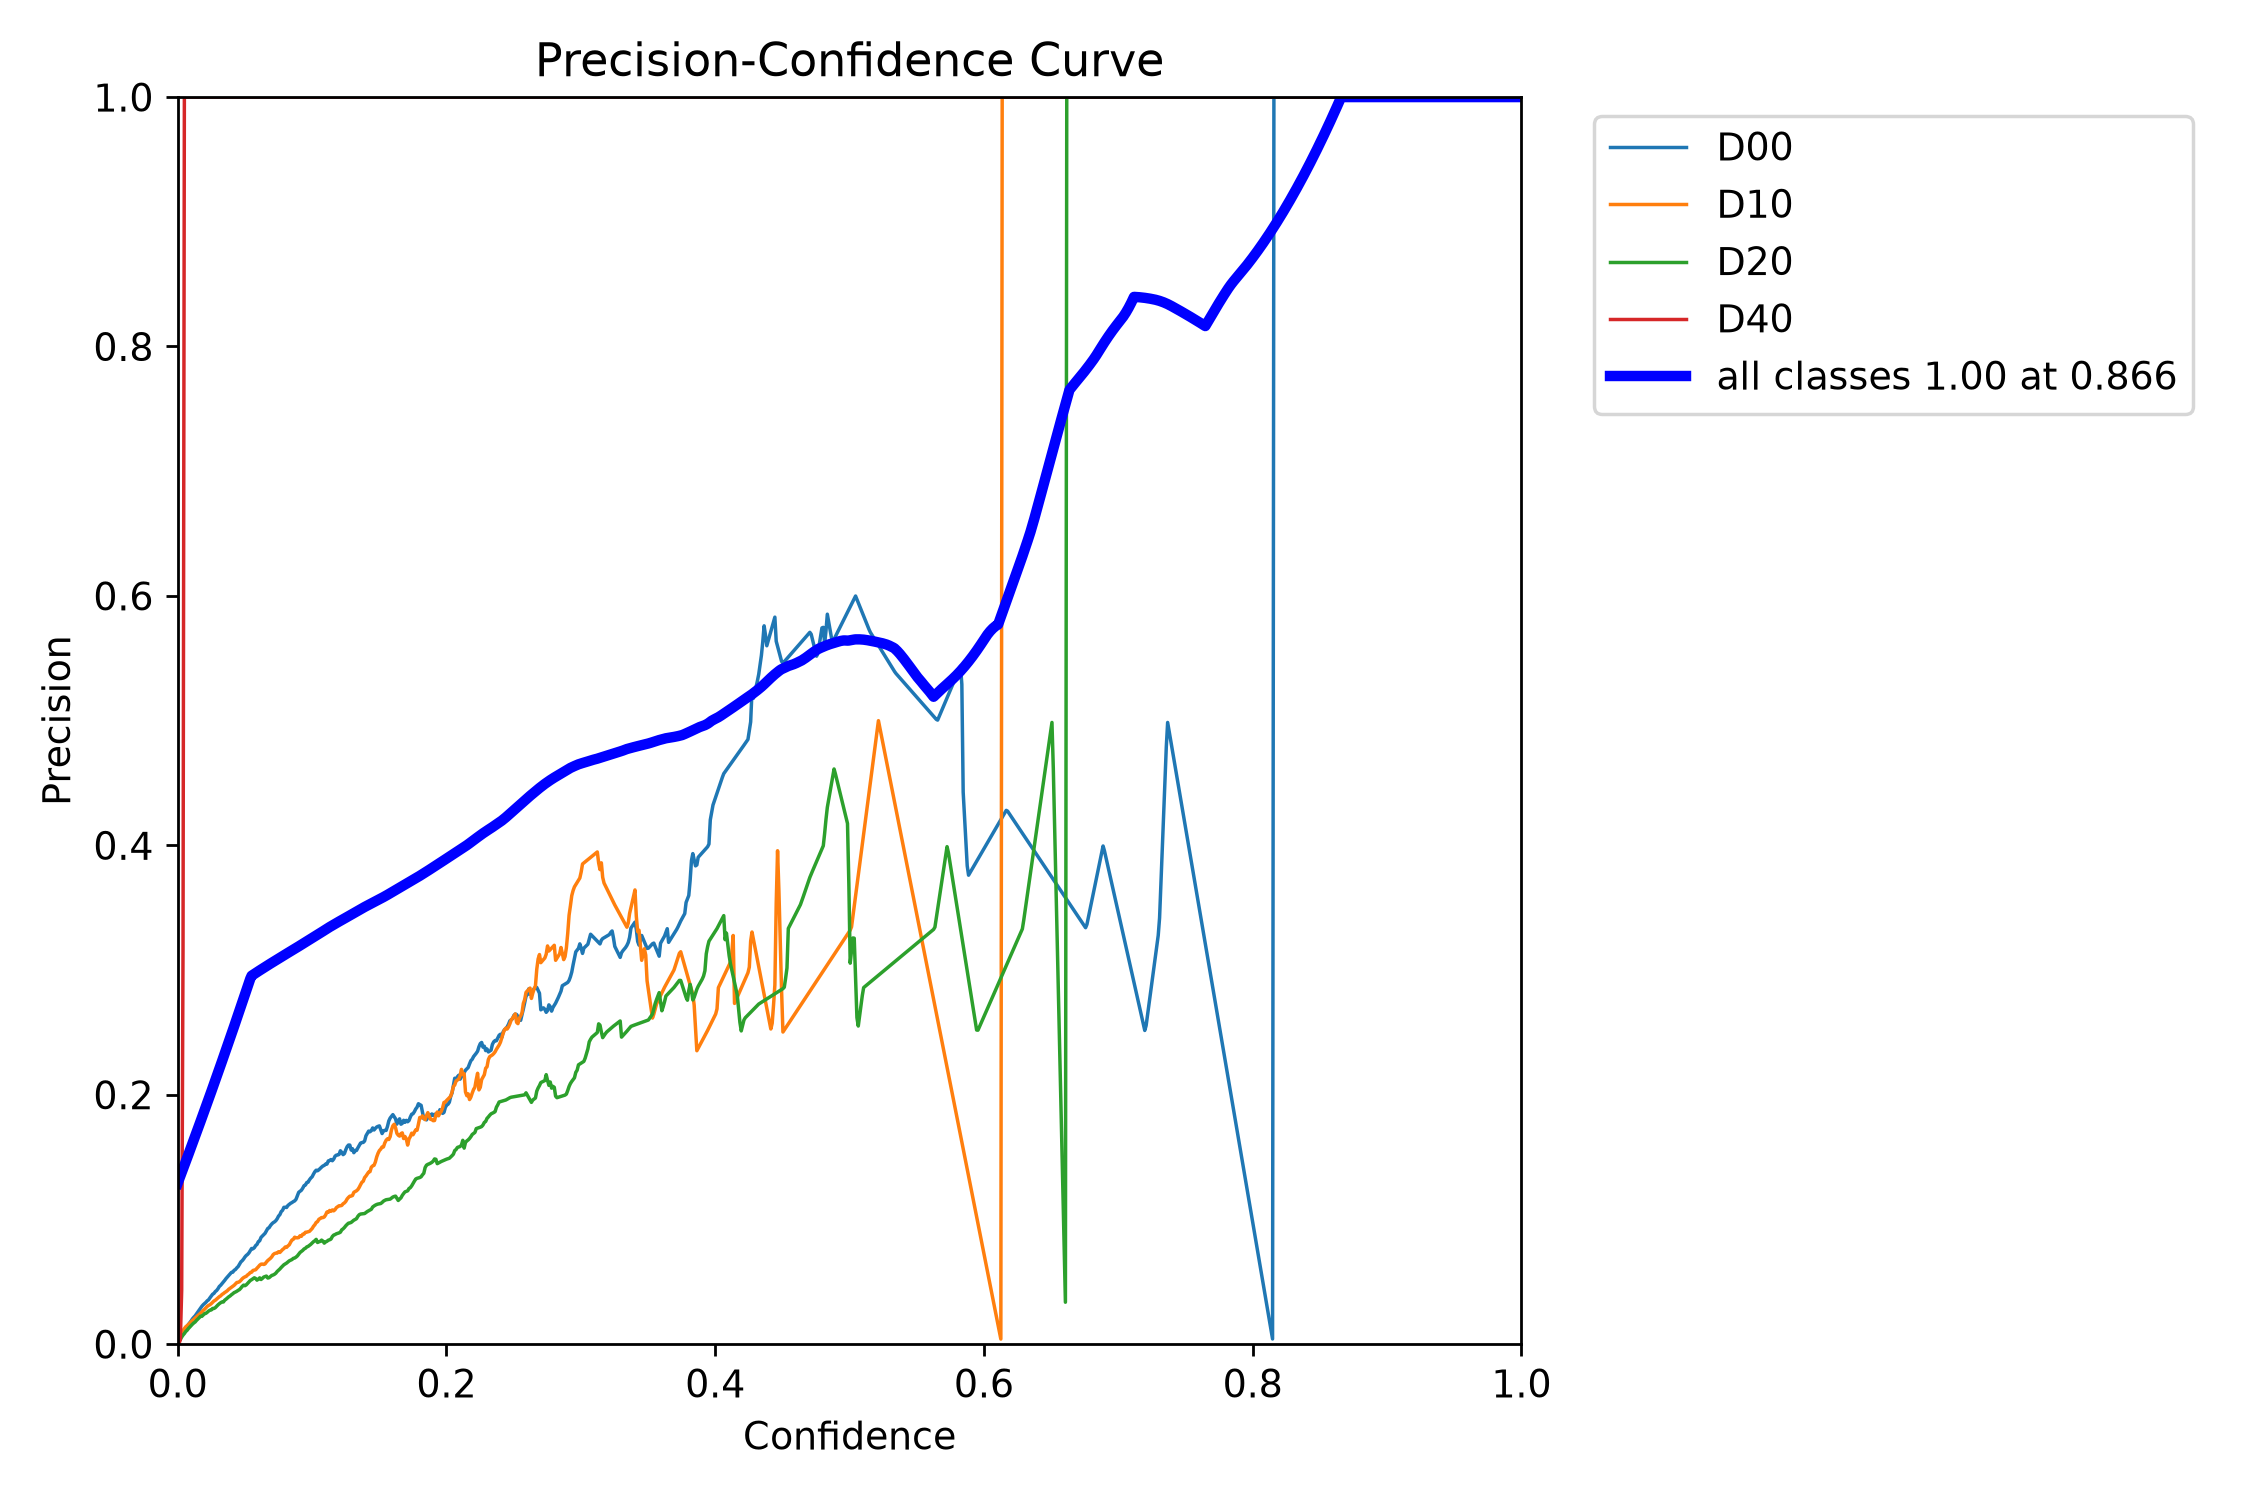 Precision-Confidence Curve
1.0
0.8
0.6
0.4
0.2
0.0
Precision
0.0 0.2 0.4 0.6 0.8 1.0
Confidence
D00
D10
D20
D40
all classes 1.00 at 0.866